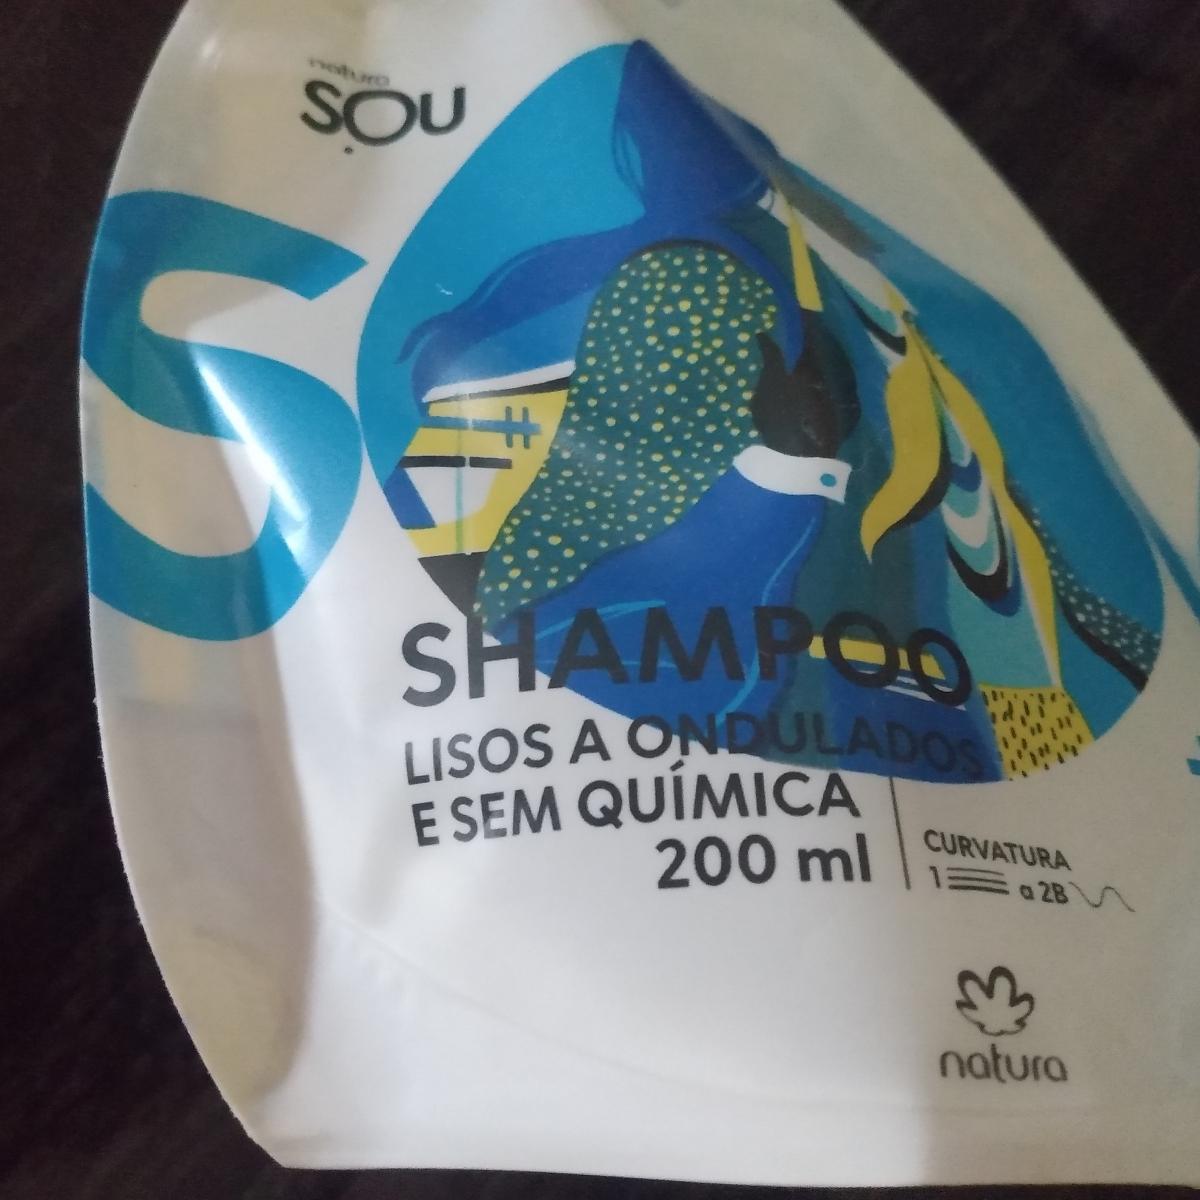 natura
SOU
S
SHAMPOO
LISOS A ONDULADOS
E SEM QUÍMICA
200 ml
CURVATURA
1 a 2B
natura